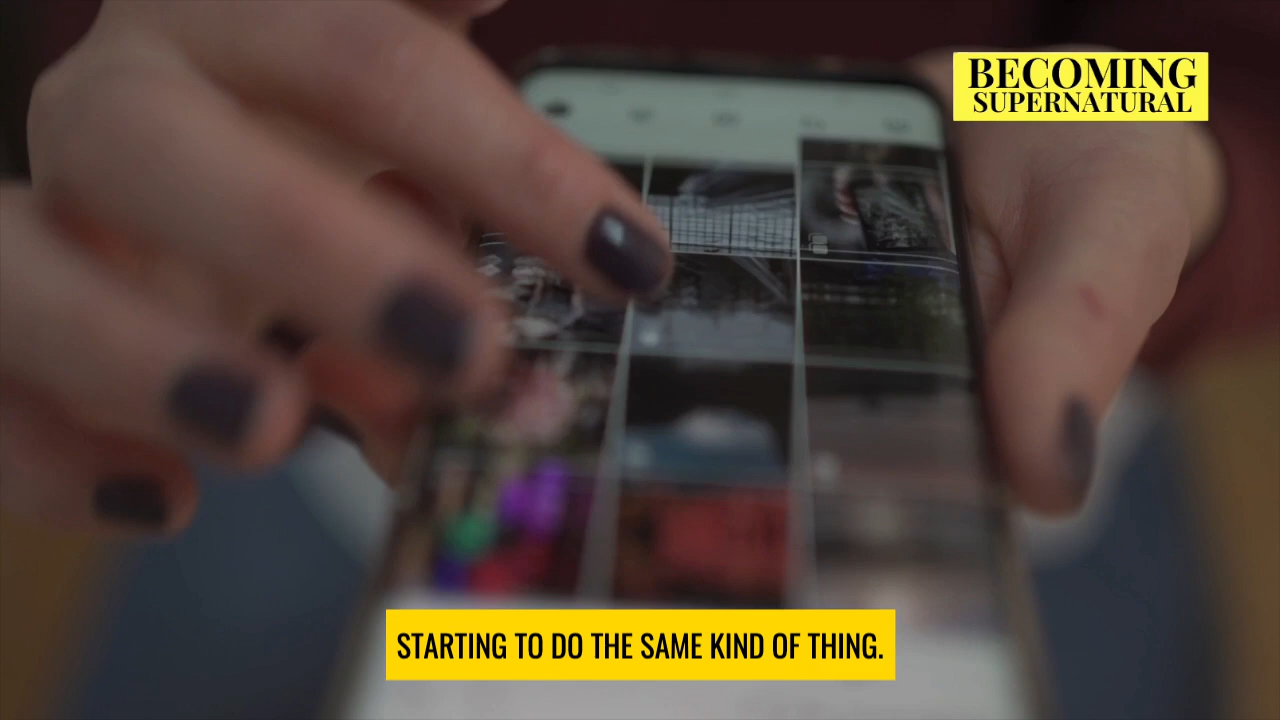 BECOMING
SUPERNATURAL
STARTING TO DO THE SAME KIND OF THING.